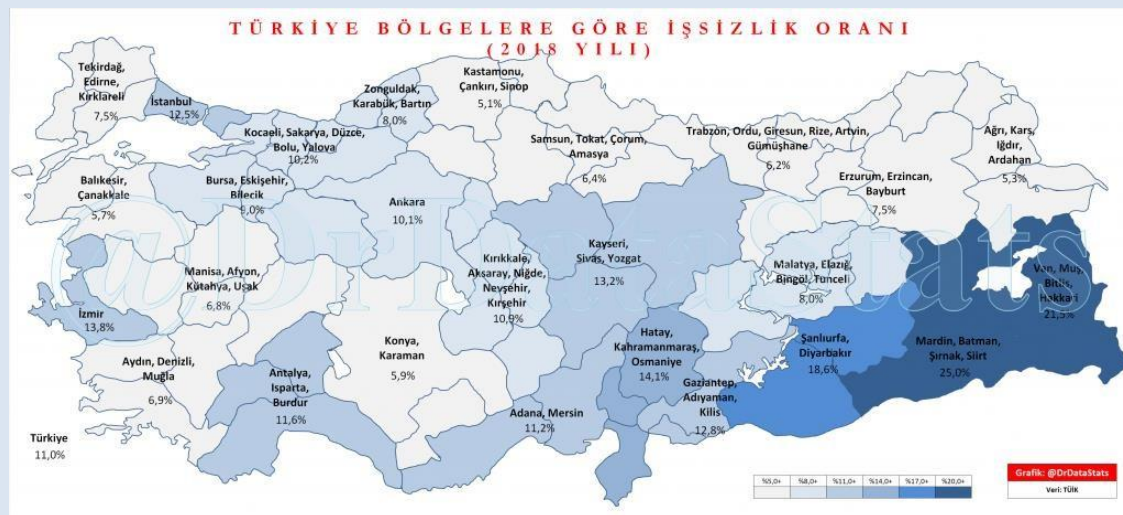 TÜRKİYE BÖLGELERE GÖRE İŞSİZLİK ORANI
(2018 YILI)
Tekirdağ,
Edirne,
Kırklareli
7,5%
İstanbul
12,5%
Zonguldak,
Karabük, Bartın
8,0%
Kastamonu,
Çankırı, Sinop
5,1%
Kocaeli, Sakarya, Düzce,
Bolu, Yalova
10,2%
Samsun, Tokat, Çorum,
Amasya
6,4%
Trabzon, Ordu, Giresun, Rize, Artvin,
Gümüşhane
6,2%
Ağrı, Kars,
Iğdır,
Ardahan
5,3%
Balıkesir,
Çanakkale
5,7%
Bursa, Eskişehir,
Bilecik
9,0%
Ankara
10,1%
Erzurum, Erzincan,
Bayburt
7,5%
@DrDataStats
Kayseri,
Sivas, Yozgat
13,2%
Kırıkkale,
Aksaray, Niğde,
Nevşehir,
Kırşehir
10,9%
Malatya, Elazığ,
Bingöl, Tunceli
8,0%
Van, Muş,
Bitlis,
Hakkari
21,5%
Manisa, Afyon,
Kütahya, Uşak
6,8%
İzmir
13,8%
Hatay,
Kahramanmaraş,
Osmaniye
14,1%
Şanlıurfa,
Diyarbakır
18,6%
Mardin, Batman,
Şırnak, Siirt
25,0%
Konya,
Karaman
5,9%
Aydın, Denizli,
Muğla
6,9%
Antalya,
Isparta,
Burdur
11,6%
Gaziantep,
Adıyaman,
Kilis
12,8%
Adana, Mersin
11,2%
Türkiye
11,0%
%5,0+ %8,0+ %11,0+ %14,0+ %17,0+ %20,0+
Grafik: @DrDataStats
Veri: TÜİK